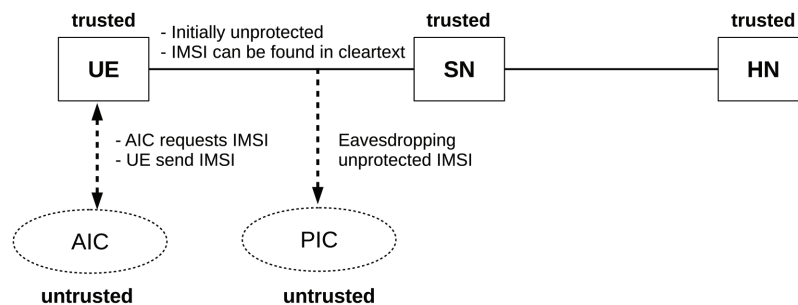 trusted
trusted
trusted
- Initially unprotected
- IMSI can be found in cleartext
UE
SN
HN
- AIC requests IMSI
- UE send IMSI
Eavesdropping
unprotected IMSI
AIC
PIC
untrusted
untrusted